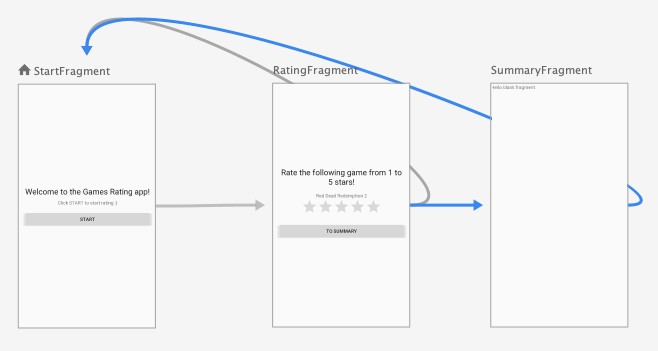 StartFragment
Welcome to the Games Rating app!
Click START to start rating :)
START
RatingFragment
Rate the following game from 1 to
5 stars!
Red Dead Redemption 2
TO SUMMARY
SummaryFragment
Hello blank fragment